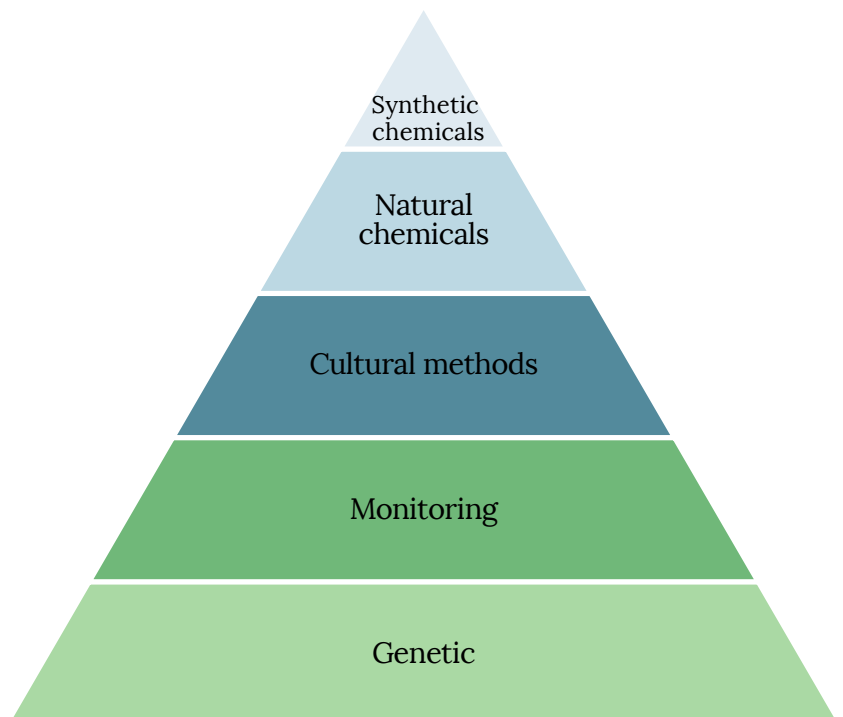 Synthetic
chemicals
Natural
chemicals
Cultural methods
Monitoring
Genetic